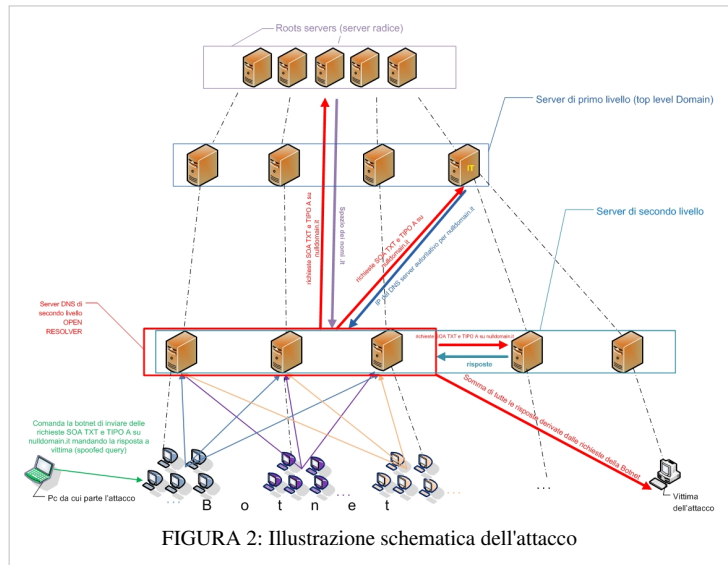 Roots servers (server radice)
Server di primo livello (top level Domain)
IT
richieste SOA TXT e TIPO A su
nulldomain.it
Spazio dei nomi .it
richieste SOA TXT e TIPO A su
nulldomain.it
IP del DNS server autoritativo per nulldomain.it
Server di secondo livello
Server DNS di
secondo livello
OPEN
RESOLVER
richieste SOA TXT e TIPO A su nulldomain.it
risposte
Somma di tutte le risposte derivate dalle richieste della Botnet
Comanda la botnet di inviare delle
richieste SOA TXT e TIPO A su
nulldomain.it mandando la risposta a
vittima (spoofed query)
Pc da cui parte l'attacco
... B o t n e t ...
...
Vittima
dell'attacco
FIGURA 2: Illustrazione schematica dell'attacco